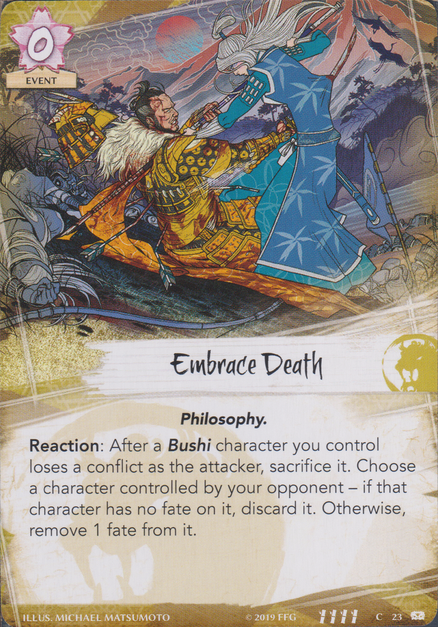 0
EVENT
Embrace Death
Philosophy.
Reaction: After a Bushi character you control
loses a conflict as the attacker, sacrifice it. Choose
a character controlled by your opponent – if that
character has no fate on it, discard it. Otherwise,
remove 1 fate from it.
ILLUS. MICHAEL MATSUMOTO © 2019 FFG C 23